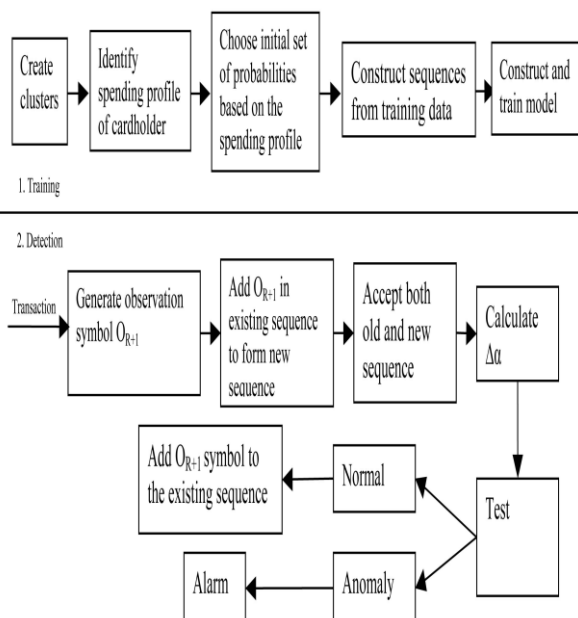 Create
clusters
Identify
spending profile
of cardholder
Choose initial set
of probabilities
based on the
spending profile
Construct sequences
from training data
Construct and
train model
1. Training
2. Detection
Transaction
Generate observation
symbol O_{R+1}
Add O_{R+1} in
existing sequence
to form new
sequence
Accept both
old and new
sequence
Calculate
Δα
Test
Normal
Add O_{R+1} symbol to
the existing sequence
Anomaly
Alarm